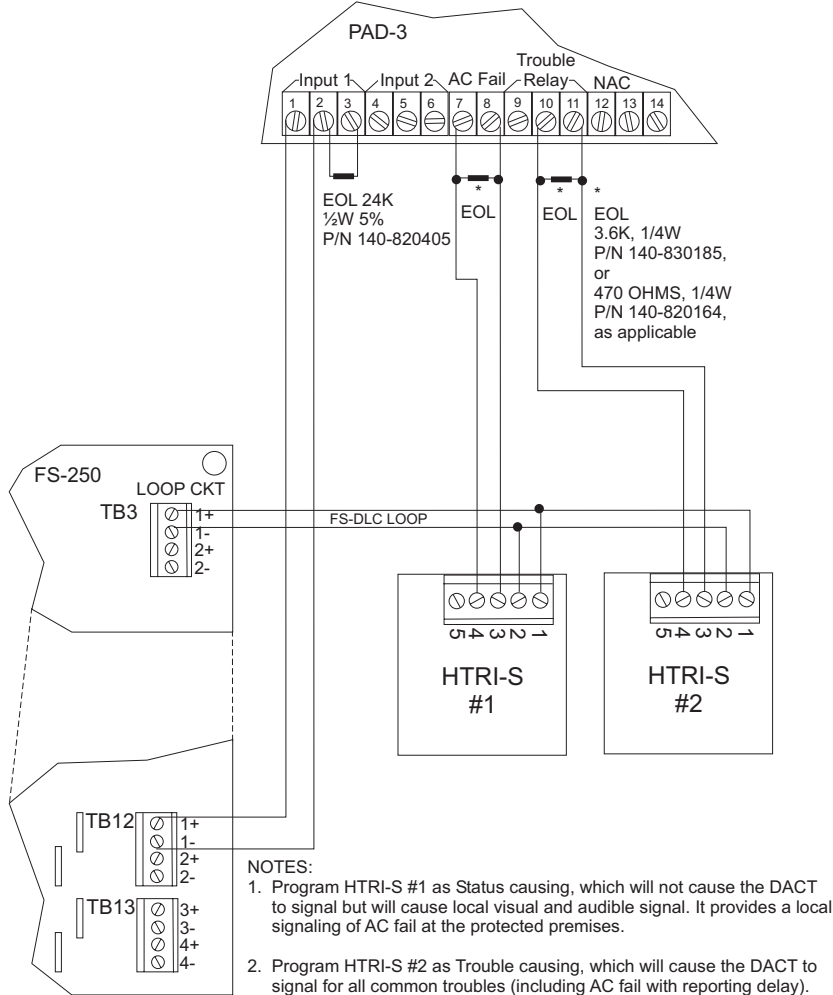 PAD-3
Trouble
Input 1 Input 2 AC Fail Relay NAC
1 2 3 4 5 6 7 8 9 10 11 12 13 14
EOL 24K
½W 5%
P/N 140-820405
*
EOL
*
EOL
*
EOL
3.6K, 1/4W
P/N 140-830185,
or
470 OHMS, 1/4W
P/N 140-820164,
as applicable
FS-250
LOOP CKT
TB3
1+
1-
2+
2-
FS-DLC LOOP
5 4 3 2 1
HTRI-S
#1
5 4 3 2 1
HTRI-S
#2
TB12
1+
1-
2+
2-
TB13
3+
3-
4+
4-
NOTES:
1. Program HTRI-S #1 as Status causing, which will not cause the DACT
to signal but will cause local visual and audible signal. It provides a local
signaling of AC fail at the protected premises.
2. Program HTRI-S #2 as Trouble causing, which will cause the DACT to
signal for all common troubles (including AC fail with reporting delay).